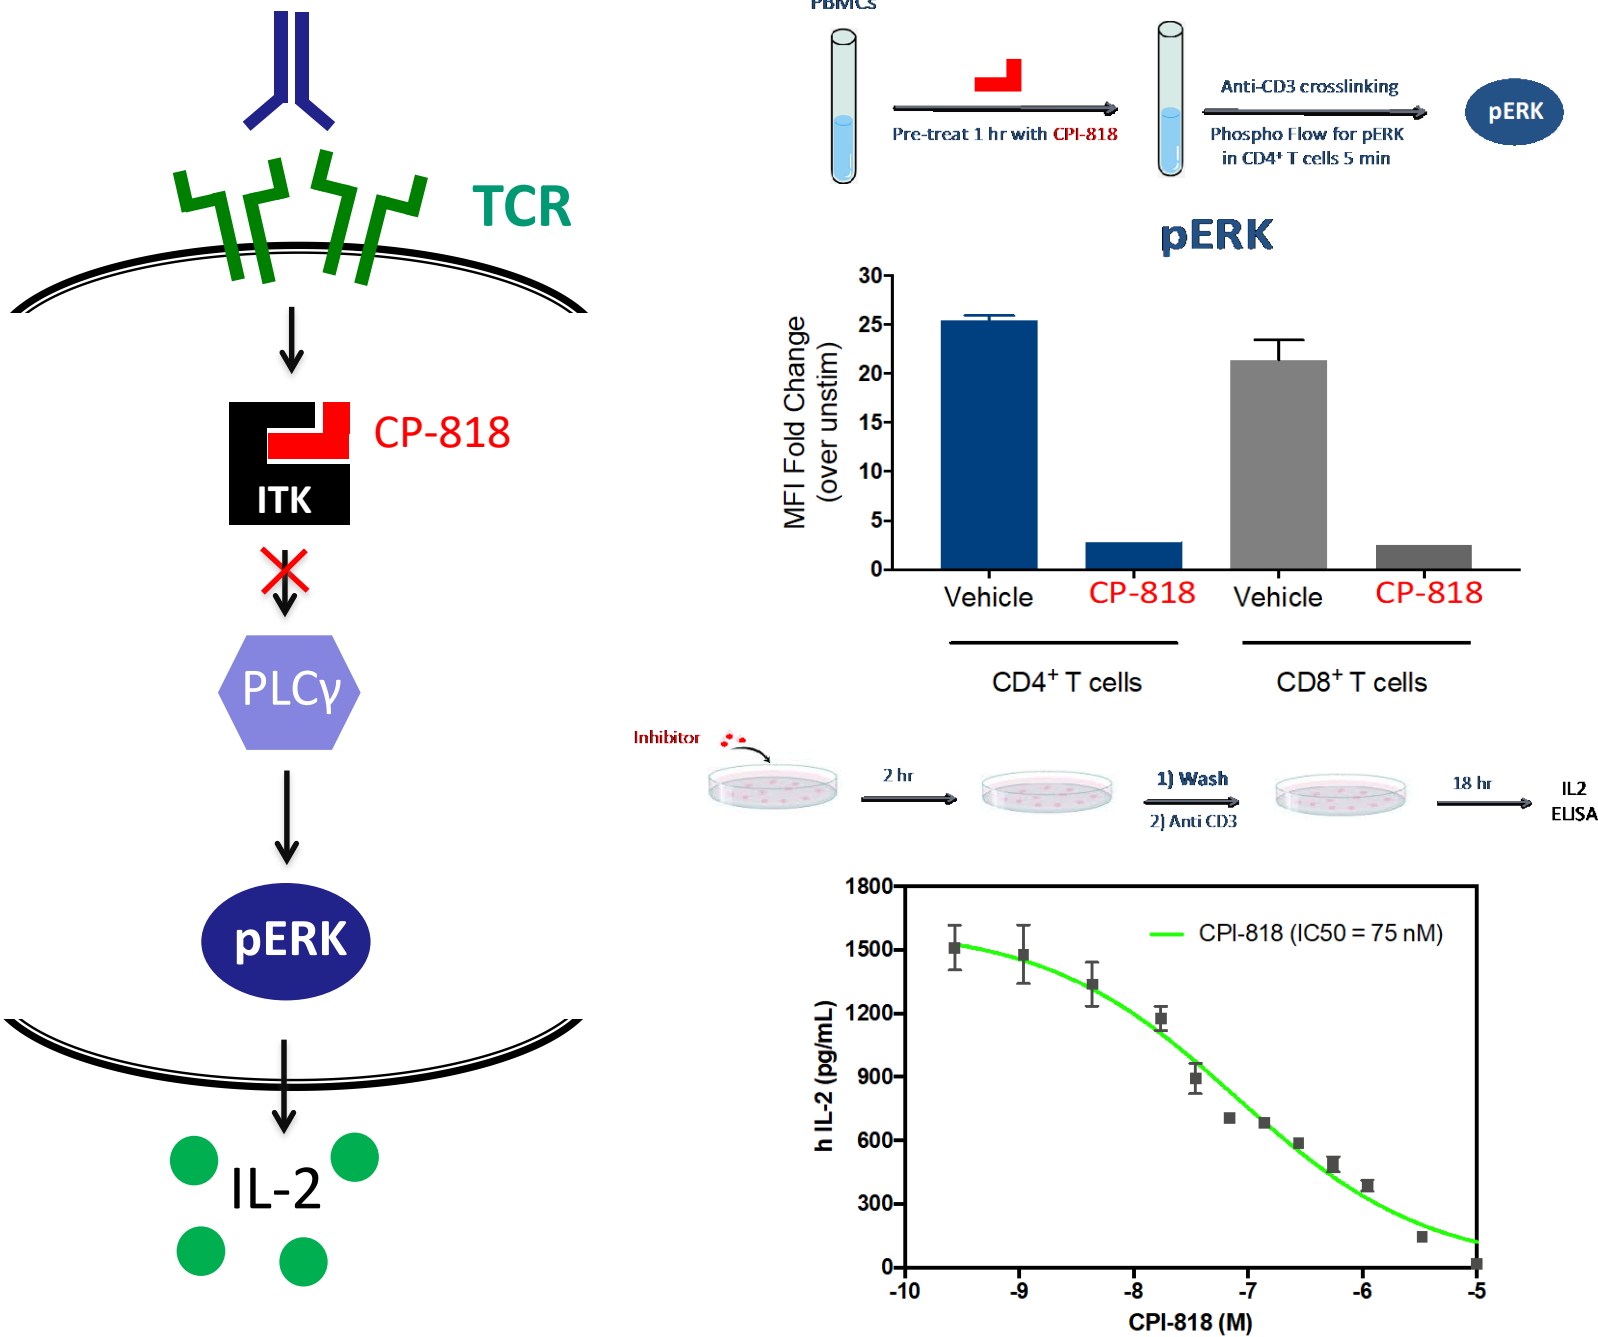 TCR
CP-818
ITK
PLCγ
pERK
IL-2
PBMCs
Pre-treat 1 hr with CPI-818
Anti-CD3 crosslinking
Phospho Flow for pERK
in CD4⁺ T cells 5 min
pERK
pERK
MFI Fold Change
(over unstim)
30
25
20
15
10
5
0
Vehicle
CP-818
Vehicle
CP-818
CD4⁺ T cells
CD8⁺ T cells
Inhibitor
2 hr
1) Wash
2) Anti CD3
18 hr
IL2
ELISA
h IL-2 (pg/mL)
1800
1500
1200
900
600
300
0
CPI-818 (IC50 = 75 nM)
-10
-9
-8
-7
-6
-5
CPI-818 (M)